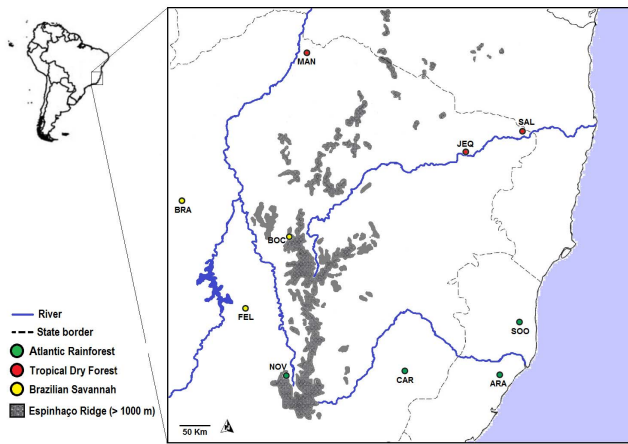 MAN
SAL
JEQ
BRA
BOC
FEL
SOO
NOV
CAR
ARA
50 Km
River
State border
Atlantic Rainforest
Tropical Dry Forest
Brazilian Savannah
Espinhaço Ridge (> 1000 m)